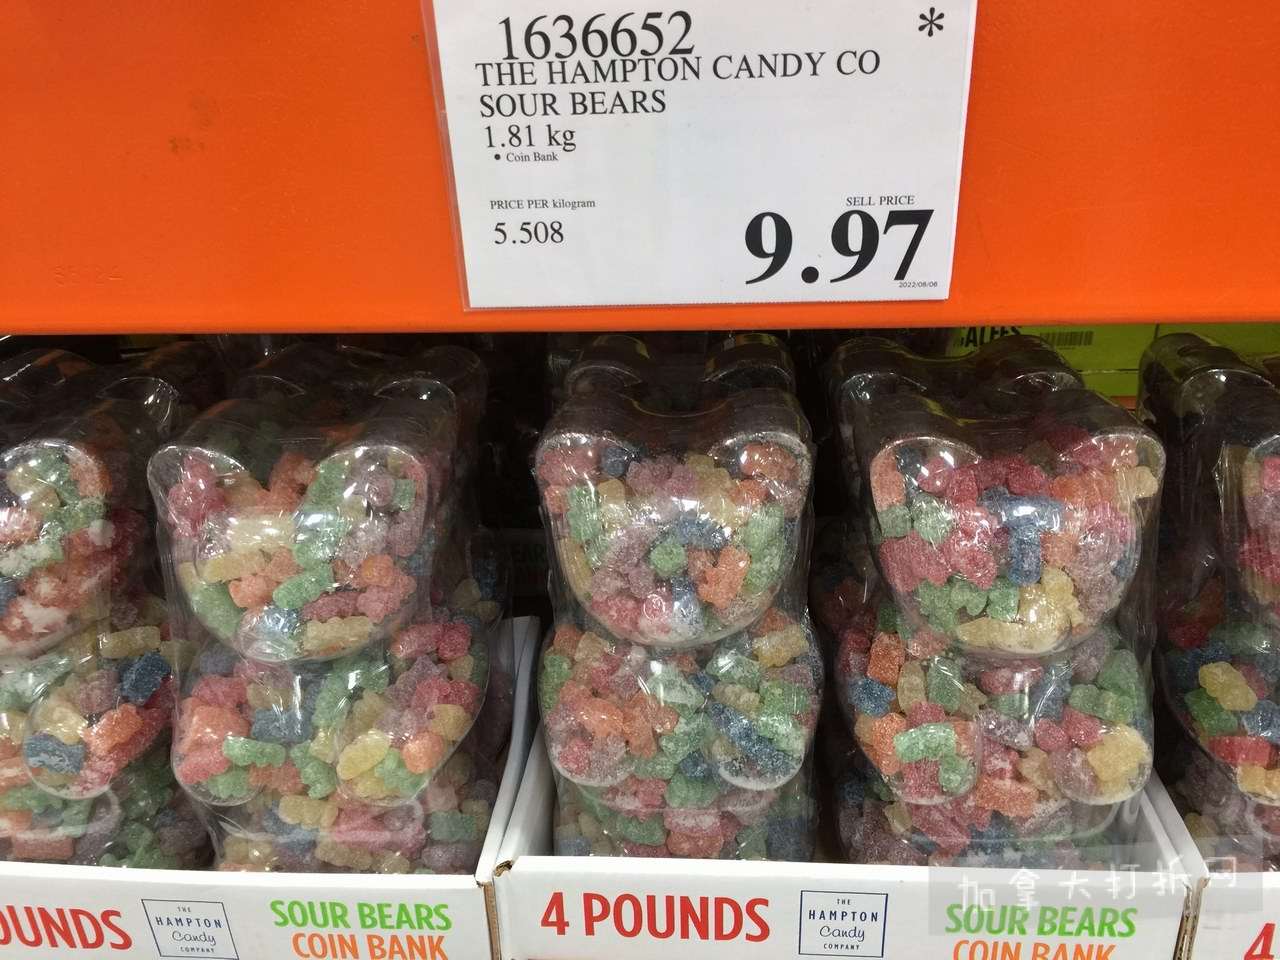 1636652
*
THE HAMPTON CANDY CO
SOUR BEARS
1.81 kg
• Coin Bank
PRICE PER kilogram
5.508
SELL PRICE
9.97
2022/08/08
OUNDS
THE
HAMPTON
Candy
COMPANY
SOUR BEARS
COIN BANK
4 POUNDS
THE
HAMPTON
Candy
COMPANY
SOUR BEARS
COIN BANK
4
加拿大打折网